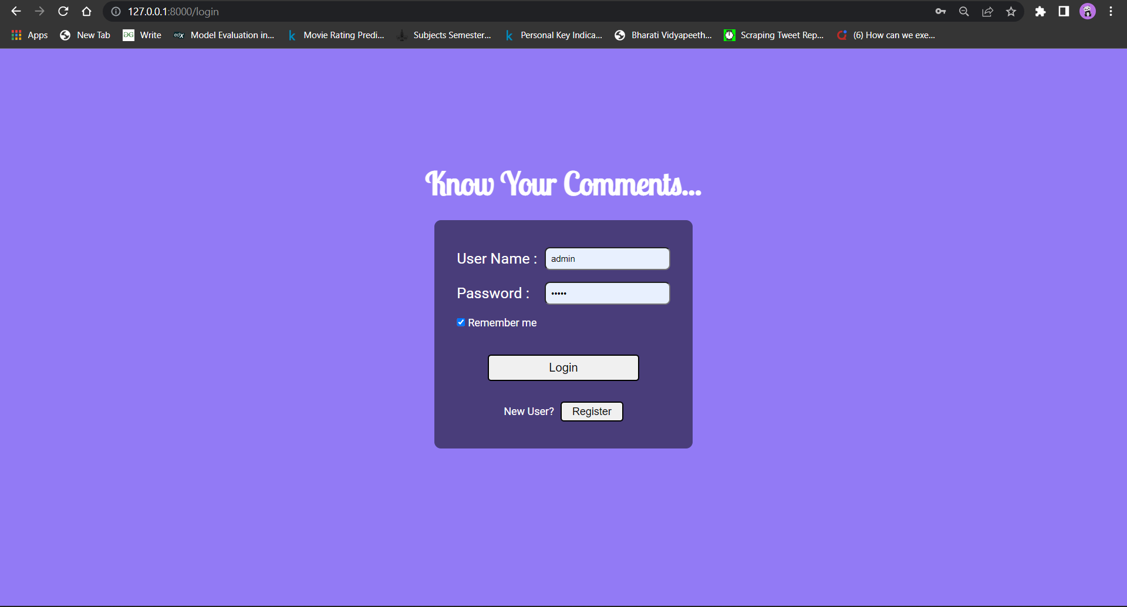 127.0.0.1:8000/login
Apps New Tab Write Model Evaluation in... Movie Rating Predi... Subjects Semester... Personal Key Indica... Bharati Vidyapeeth... Scraping Tweet Rep... (6) How can we exe...
Know Your Comments...
User Name : admin
Password : •••••
Remember me
Login
New User? Register